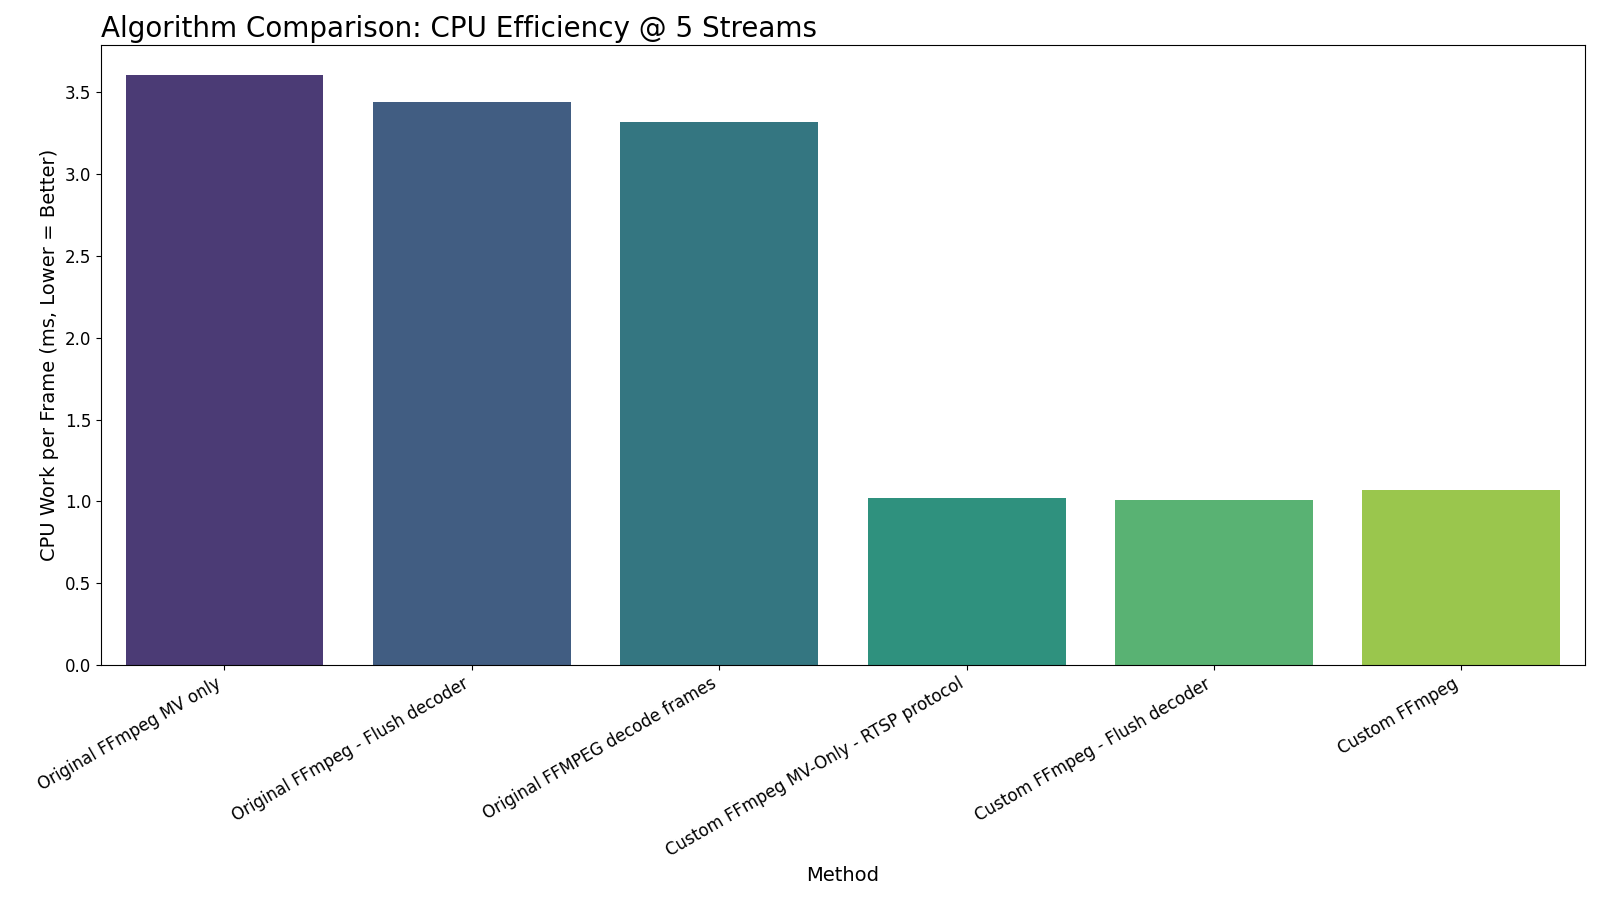 Algorithm Comparison: CPU Efficiency @ 5 Streams
CPU Work per Frame (ms, Lower = Better)
3.5
3.0
2.5
2.0
1.5
1.0
0.5
0.0
Original FFmpeg MV only
Original FFmpeg - Flush decoder
Original FFMPEG decode frames
Custom FFmpeg MV-Only - RTSP protocol
Custom FFmpeg - Flush decoder
Custom FFmpeg
Method